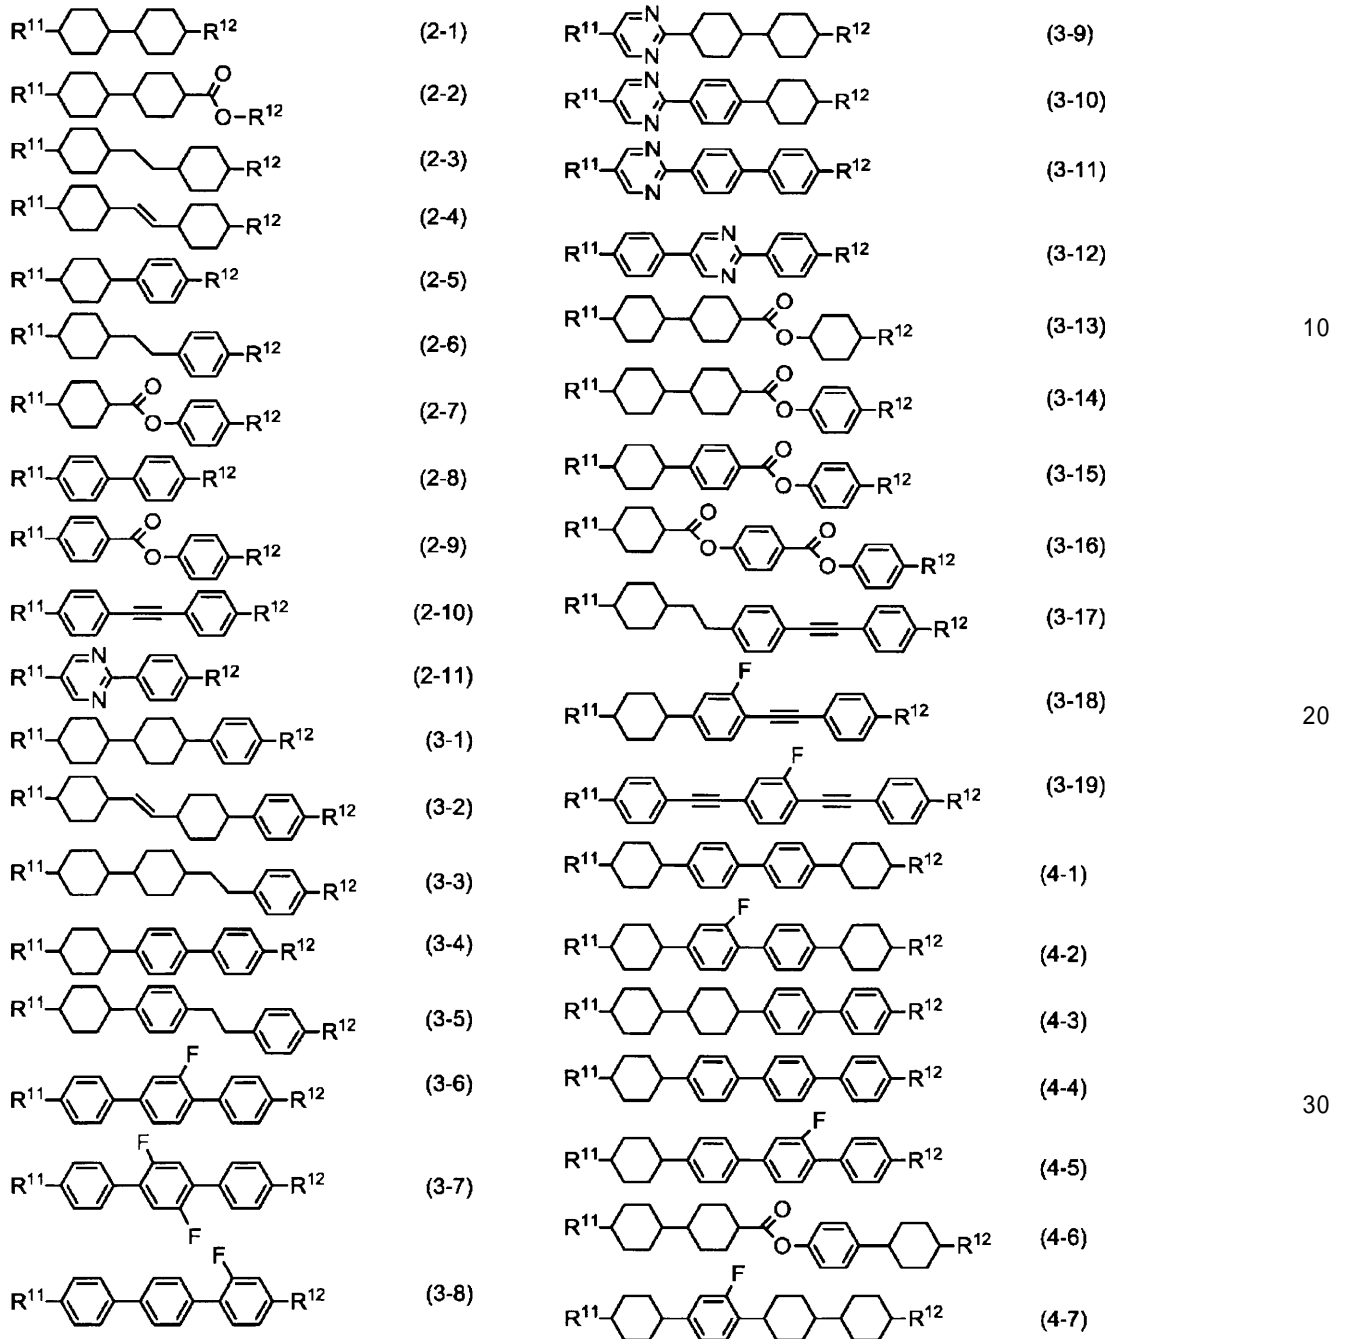 R¹¹ R¹² (2-1)
R¹¹ O O R¹² (2-2)
R¹¹ R¹² (2-3)
R¹¹ R¹² (2-4)
R¹¹ R¹² (2-5)
R¹¹ R¹² (2-6)
R¹¹ O O R¹² (2-7)
R¹¹ R¹² (2-8)
R¹¹ O O R¹² (2-9)
R¹¹ R¹² (2-10)
R¹¹ N N R¹² (2-11)
R¹¹ R¹² (3-1)
R¹¹ R¹² (3-2)
R¹¹ R¹² (3-3)
R¹¹ R¹² (3-4)
R¹¹ R¹² (3-5)
R¹¹ F R¹² (3-6)
R¹¹ F F R¹² (3-7)
R¹¹ F R¹² (3-8)
R¹¹ N N R¹² (3-9)
R¹¹ N N R¹² (3-10)
R¹¹ N N R¹² (3-11)
R¹¹ N N R¹² (3-12)
R¹¹ O O R¹² (3-13)
R¹¹ O O R¹² (3-14)
R¹¹ O O R¹² (3-15)
R¹¹ O O O O R¹² (3-16)
R¹¹ R¹² (3-17)
R¹¹ F R¹² (3-18)
R¹¹ F R¹² (3-19)
R¹¹ R¹² (4-1)
R¹¹ F R¹² (4-2)
R¹¹ R¹² (4-3)
R¹¹ R¹² (4-4)
R¹¹ F R¹² (4-5)
R¹¹ O O R¹² (4-6)
R¹¹ F R¹² (4-7)
10
20
30